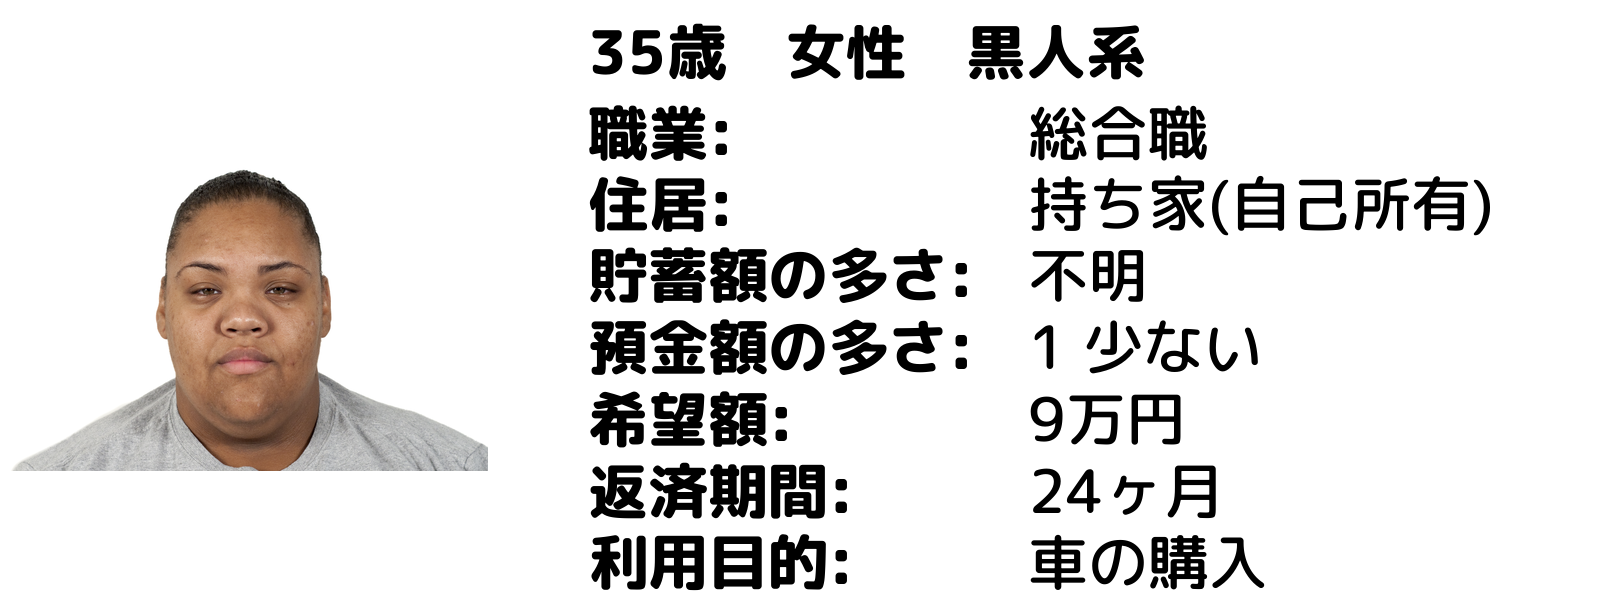 35歳　女性　黒人系
職業: 総合職
住居: 持ち家(自己所有)
貯蓄額の多さ: 不明
預金額の多さ: 1 少ない
希望額: 9万円
返済期間: 24ヶ月
利用目的: 車の購入